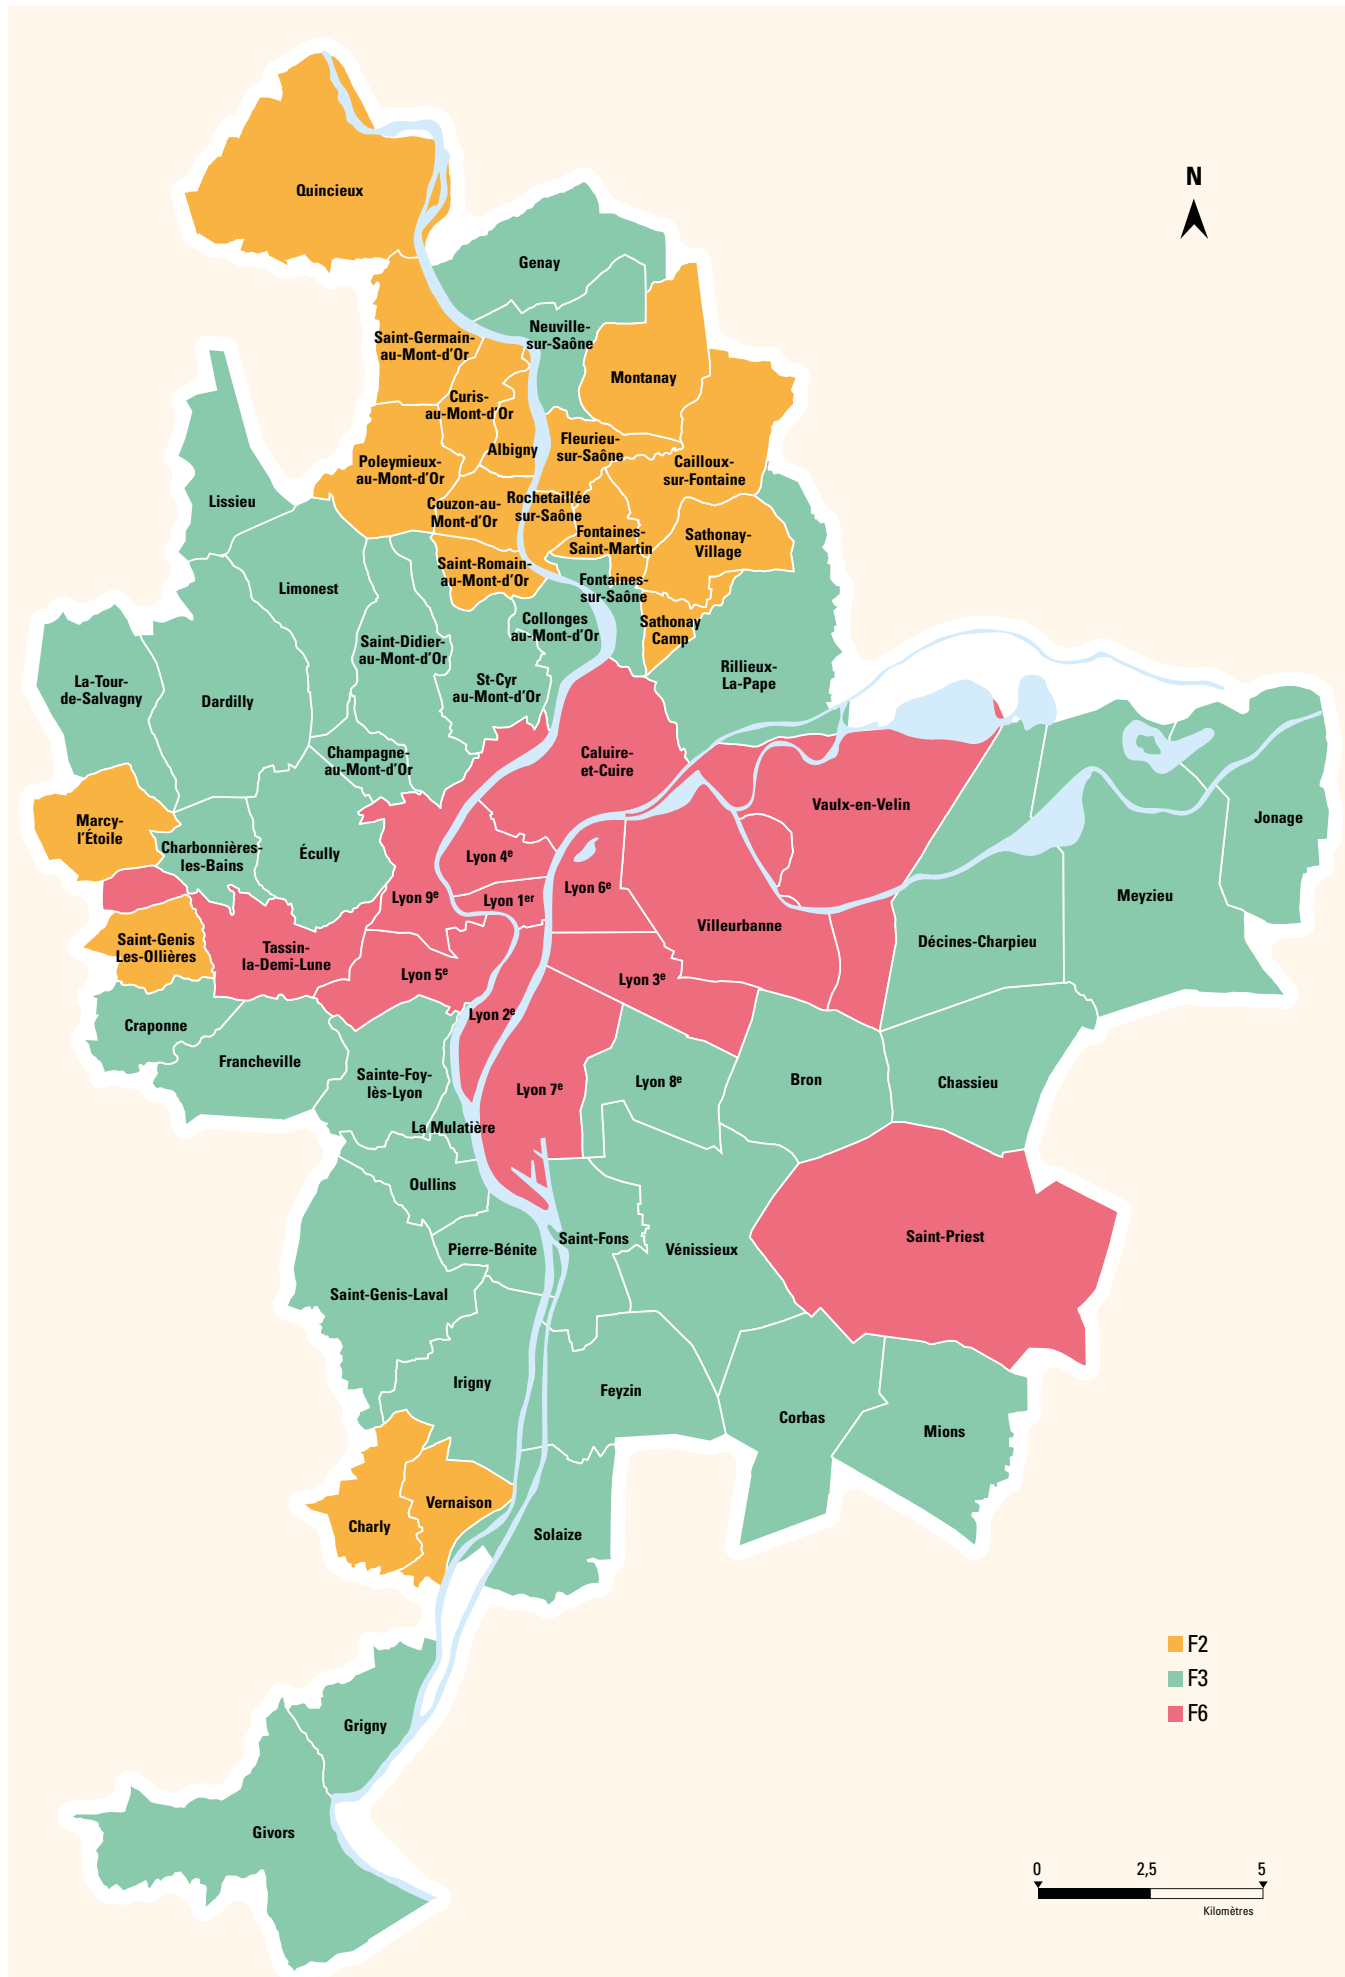 N
Quincieux
Genay
Neuville-
sur-Saône
Saint-Germain-
au-Mont-d'Or
Montanay
Curis-
au-Mont-d'Or
Albigny
Fleurieu-
sur-Saône
Poleymieux-
au-Mont-d'Or
Cailloux-
sur-Fontaine
Lissieu
Couzon-au-
Mont-d'Or
Rochetaillée
sur-Saône
Fontaines-
Saint-Martin
Sathonay-
Village
Saint-Romain-
au-Mont-d'Or
Limonest
Fontaines-
sur-Saône
Collonges
au-Mont-d'Or
Sathonay
Camp
Saint-Didier-
au-Mont-d'Or
Rillieux-
La-Pape
La-Tour-
de-Salvagny
St-Cyr
au-Mont-d'Or
Dardilly
Champagne-
au-Mont-d'Or
Caluire-
et-Cuire
Vaulx-en-Velin
Jonage
Marcy-
l'Étoile
Charbonnières-
les-Bains
Écully
Lyon 4e
Lyon 6e
Lyon 9e
Lyon 1er
Meyzieu
Villeurbanne
Décines-Charpieu
Saint-Genis
Les-Ollières
Tassin-
la-Demi-Lune
Lyon 5e
Lyon 3e
Lyon 2e
Craponne
Francheville
Sainte-Foy-
lès-Lyon
Lyon 7e
Lyon 8e
Bron
Chassieu
La Mulatière
Oullins
Pierre-Bénite
Saint-Fons
Vénissieux
Saint-Priest
Saint-Genis-Laval
Irigny
Feyzin
Corbas
Mions
Vernaison
Charly
Solaize
F2
F3
F6
Grigny
Givors
0 2,5 5
Kilomètres